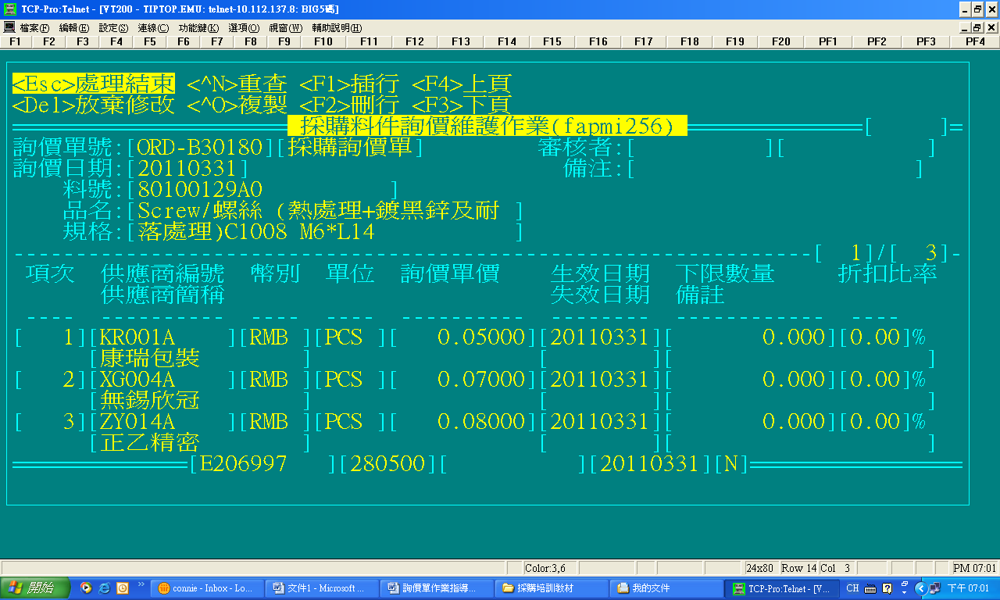 TCP-Pro:Telnet - [VT200 - TIPTOP.EMU: telnet-10.112.137.8: BIG5碼]
檔案(F) 編輯(E) 設定(S) 連線(C) 功能鍵(K) 選項(O) 視窗(W) 輔助說明(H)
F1 F2 F3 F4 F5 F6 F7 F8 F9 F10 F11 F12 F13 F14 F15 F16 F17 F18 F19 F20 PF1 PF2 PF3 PF4
<Esc>處理結束 <^N>重查 <F1>插行 <F4>上頁
<Del>放棄修改 <^O>複製 <F2>刪行 <F3>下頁
採購料件詢價維護作業(fapmi256) [ ]
詢價單號:[ORD-B30180][採購詢價單] 審核者:[ ][ ]
詢價日期:[20110331] 備注:[ ]
料號:[80100129A0 ]
品名:[Screw/螺絲 (熱處理+鍍黑鋅及耐 ]
規格:[落處理)C1008 M6*L14 ]
[ 1]/[ 3]
項次 供應商編號 幣別 單位 詢價單價 生效日期 下限數量 折扣比率
供應商簡稱 失效日期 備註
[ 1][KR001A ][RMB ][PCS ][ 0.05000][20110331][ 0.000][0.00]%
[康瑞包裝 ] [ ][ ]
[ 2][XG004A ][RMB ][PCS ][ 0.07000][20110331][ 0.000][0.00]%
[無錫欣冠 ] [ ][ ]
[ 3][ZY014A ][RMB ][PCS ][ 0.08000][20110331][ 0.000][0.00]%
[正乙精密 ] [ ][ ]
[E206997 ][280500][ ][20110331][N]
Color:3,6 24x80 Row 14 Col 3 PM 07:01
開始 connie - Inbox - Lo... 文件1 - Microsoft ... 詢價單作業指導... 採購培訓教材 我的文件 TCP-Pro:Telnet - [V... CH 下午 07:01